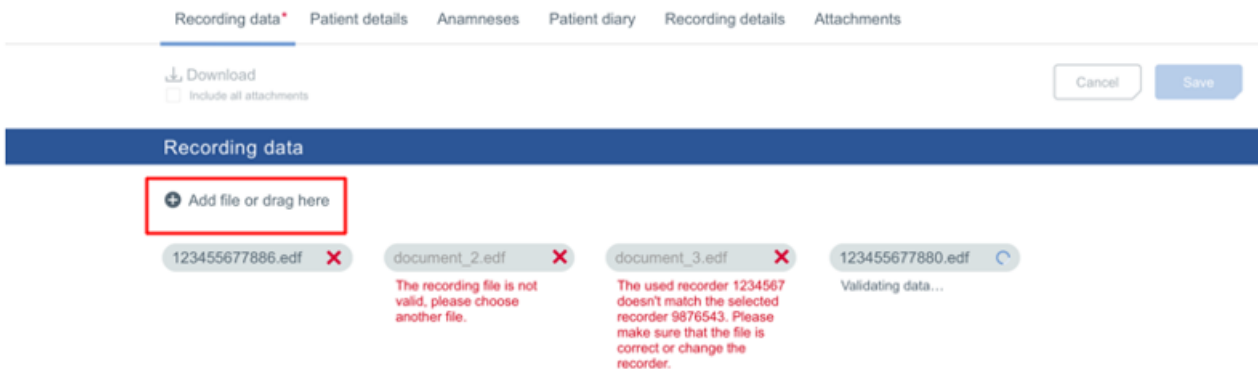 Recording data* Patient details Anamneses Patient diary Recording details Attachments
Download
Include all attachments
Cancel Save
Recording data
Add file or drag here
123455677886.edf
document_2.edf
The recording file is not
valid, please choose
another file.
document_3.edf
The used recorder 1234567
doesn't match the selected
recorder 9876543. Please
make sure that the file is
correct or change the
recorder.
123455677880.edf
Validating data...